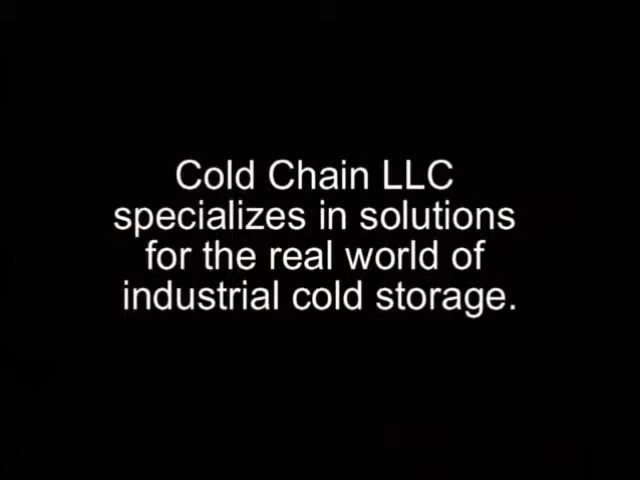 Cold Chain LLC
specializes in solutions
for the real world of
industrial cold storage.